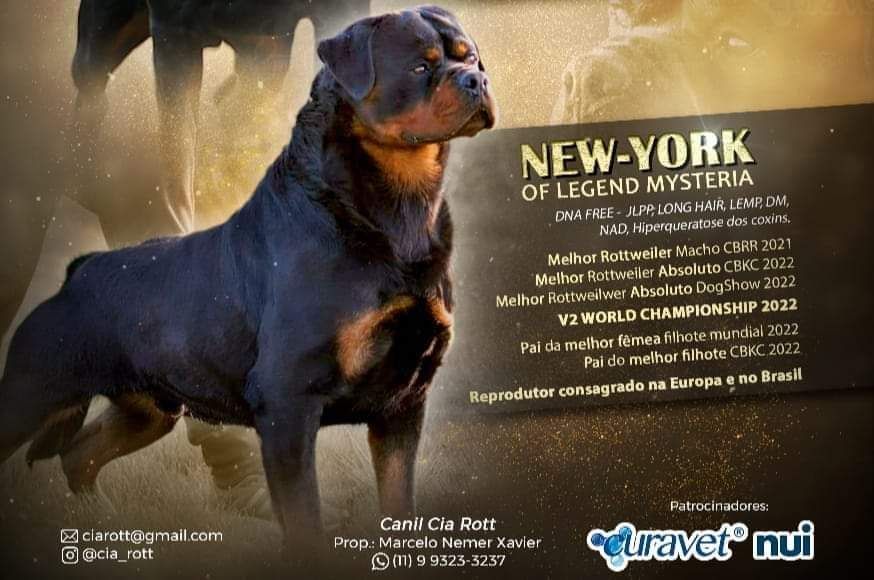 NEW-YORK
OF LEGEND MYSTERIA
DNA FREE - JLPP, LONG HAIR, LEMP, DM,
NAD, Hiperqueratose dos coxins.
Melhor Rottweiler Macho CBRR 2021
Melhor Rottweiler Absoluto CBKC 2022
Melhor Rottweilwer Absoluto DogShow 2022
V2 WORLD CHAMPIONSHIP 2022
Pai da melhor fêmea filhote mundial 2022
Pai do melhor filhote CBKC 2022
Reprodutor consagrado na Europa e no Brasil
ciarott@gmail.com
@cia_rott
Canil Cia Rott
Prop.: Marcelo Nemer Xavier
(11) 9 9323-3237
Patrocinadores:
curavet® nui